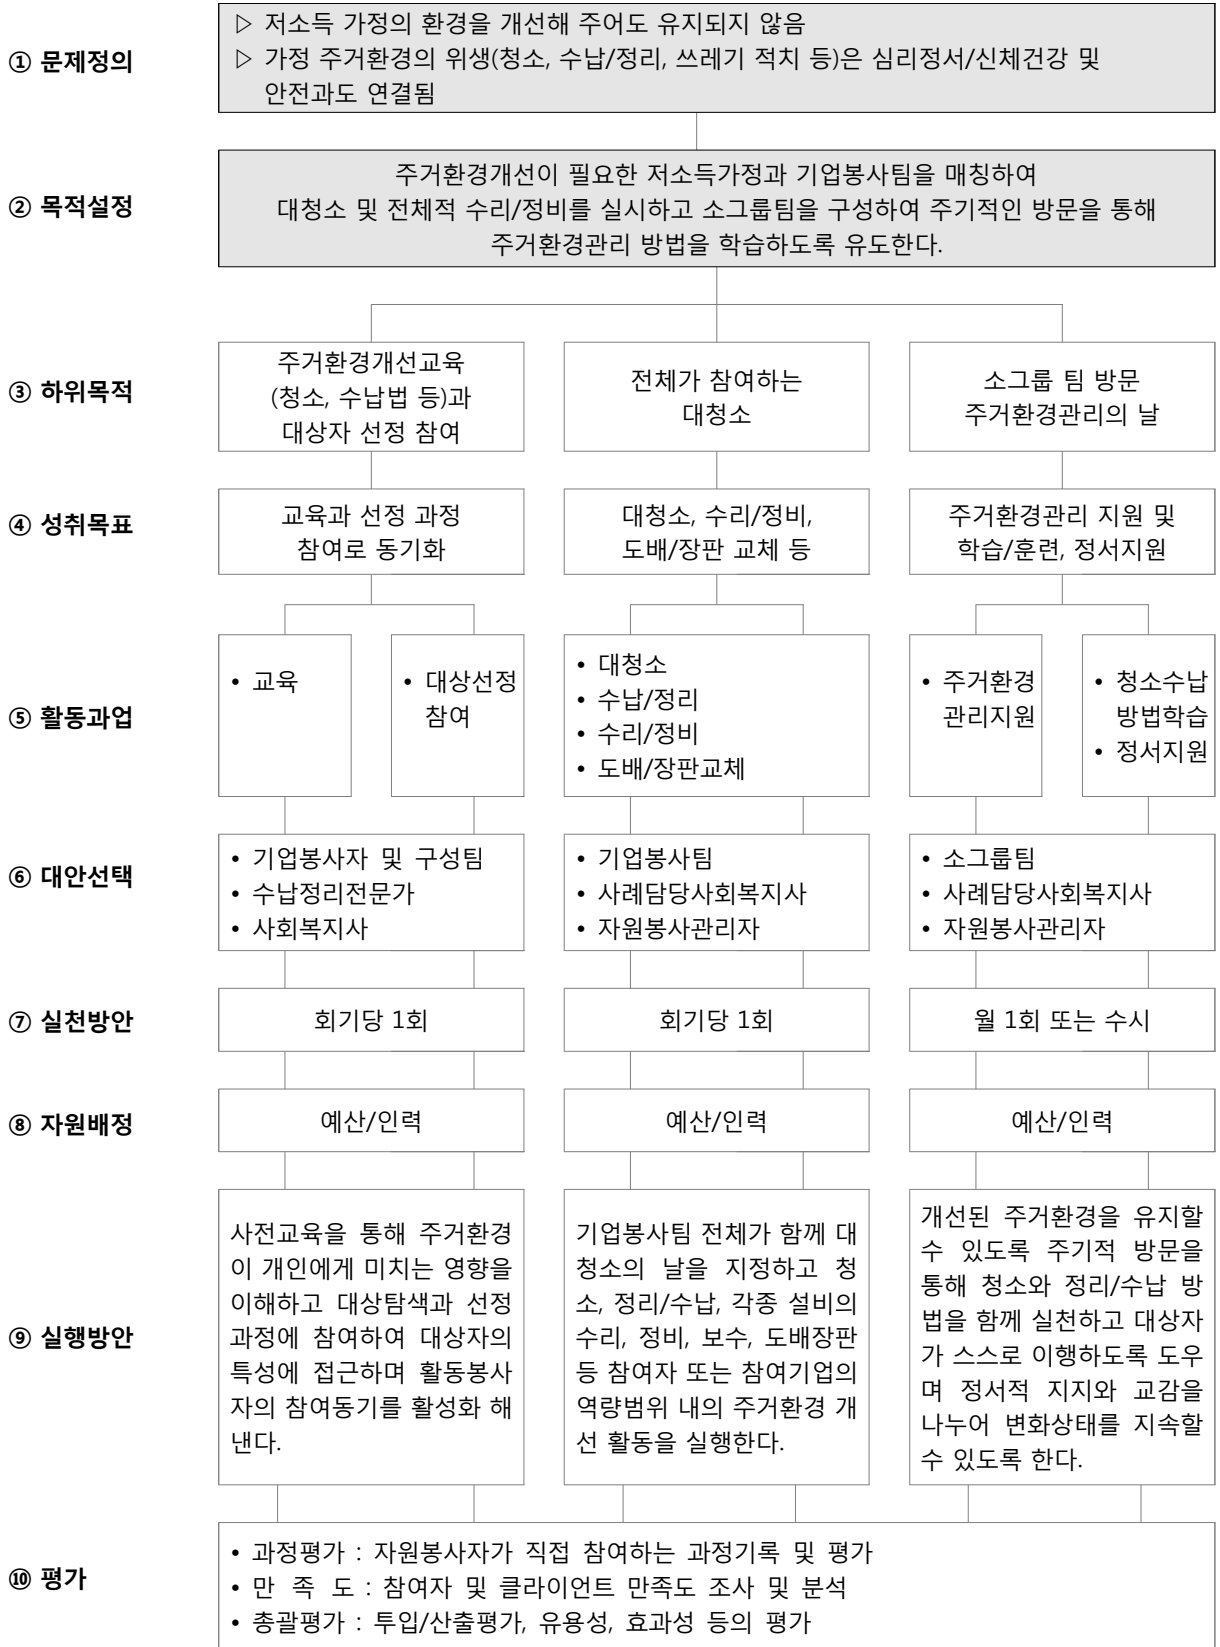 ① 문제정의
▷ 저소득 가정의 환경을 개선해 주어도 유지되지 않음
▷ 가정 주거환경의 위생(청소, 수납/정리, 쓰레기 적치 등)은 심리정서/신체건강 및
안전과도 연결됨
② 목적설정
주거환경개선이 필요한 저소득가정과 기업봉사팀을 매칭하여
대청소 및 전체적 수리/정비를 실시하고 소그룹팀을 구성하여 주기적인 방문을 통해
주거환경관리 방법을 학습하도록 유도한다.
③ 하위목적
주거환경개선교육
(청소, 수납법 등)과
대상자 선정 참여
전체가 참여하는
대청소
소그룹 팀 방문
주거환경관리의 날
④ 성취목표
교육과 선정 과정
참여로 동기화
대청소, 수리/정비,
도배/장판 교체 등
주거환경관리 지원 및
학습/훈련, 정서지원
⑤ 활동과업
• 교육
• 대상선정
참여
• 대청소
• 수납/정리
• 수리/정비
• 도배/장판교체
• 주거환경
관리지원
• 청소수납
방법학습
• 정서지원
⑥ 대안선택
• 기업봉사자 및 구성팀
• 수납정리전문가
• 사회복지사
• 기업봉사팀
• 사례담당사회복지사
• 자원봉사관리자
• 소그룹팀
• 사례담당사회복지사
• 자원봉사관리자
⑦ 실천방안
회기당 1회
회기당 1회
월 1회 또는 수시
⑧ 자원배정
예산/인력
예산/인력
예산/인력
⑨ 실행방안
사전교육을 통해 주거환경
이 개인에게 미치는 영향을
이해하고 대상탐색과 선정
과정에 참여하여 대상자의
특성에 접근하며 활동봉사
자의 참여동기를 활성화 해
낸다.
기업봉사팀 전체가 함께 대
청소의 날을 지정하고 청
소, 정리/수납, 각종 설비의
수리, 정비, 보수, 도배장판
등 참여자 또는 참여기업의
역량범위 내의 주거환경 개
선 활동을 실행한다.
개선된 주거환경을 유지할
수 있도록 주기적 방문을
통해 청소와 정리/수납 방
법을 함께 실천하고 대상자
가 스스로 이행하도록 도우
며 정서적 지지와 교감을
나누어 변화상태를 지속할
수 있도록 한다.
⑩ 평가
• 과정평가 : 자원봉사자가 직접 참여하는 과정기록 및 평가
• 만 족 도 : 참여자 및 클라이언트 만족도 조사 및 분석
• 총괄평가 : 투입/산출평가, 유용성, 효과성 등의 평가